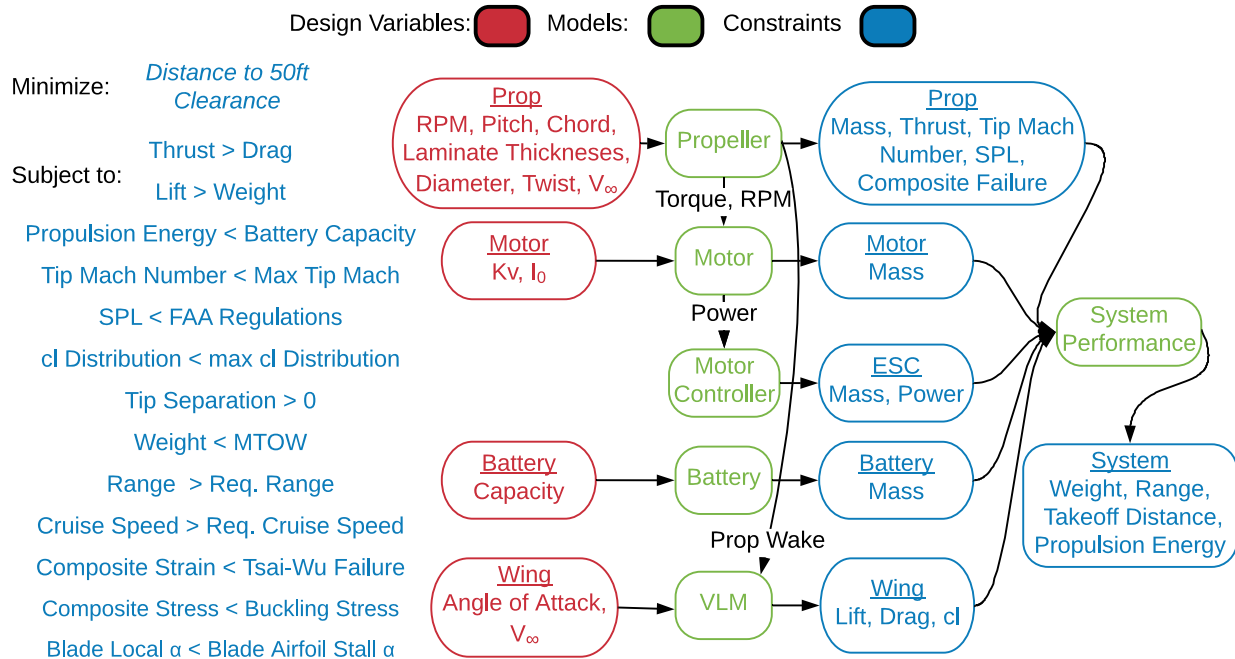 Design Variables: Models: Constraints
Minimize:
Distance to 50ft
Clearance
Subject to:
Thrust > Drag
Lift > Weight
Propulsion Energy < Battery Capacity
Tip Mach Number < Max Tip Mach
SPL < FAA Regulations
cl Distribution < max cl Distribution
Tip Separation > 0
Weight < MTOW
Range > Req. Range
Cruise Speed > Req. Cruise Speed
Composite Strain < Tsai-Wu Failure
Composite Stress < Buckling Stress
Blade Local α < Blade Airfoil Stall α
Prop
RPM, Pitch, Chord,
Laminate Thickneses,
Diameter, Twist, V∞
Propeller
Prop
Mass, Thrust, Tip Mach
Number, SPL,
Composite Failure
Torque, RPM
Motor
Kv, I₀
Motor
Motor
Mass
Power
Motor
Controller
ESC
Mass, Power
System
Performance
Battery
Capacity
Battery
Battery
Mass
System
Weight, Range,
Takeoff Distance,
Propulsion Energy
Prop Wake
Wing
Angle of Attack,
V∞
VLM
Wing
Lift, Drag, cl